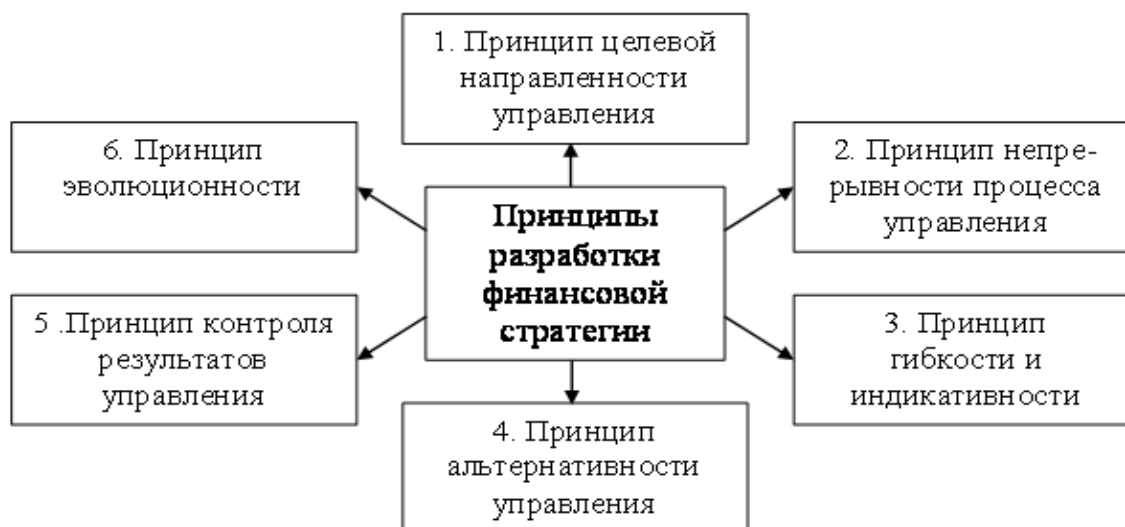 1. Принцип целевой
направленности
управления
6. Принцип
эволюционности
2. Принцип непре-
рывности процесса
управления
Принципы
разработки
финансовой
стратегии
5 .Принцип контроля
результатов
управления
3. Принцип
гибкости и
индикативности
4. Принцип
альтернативности
управления